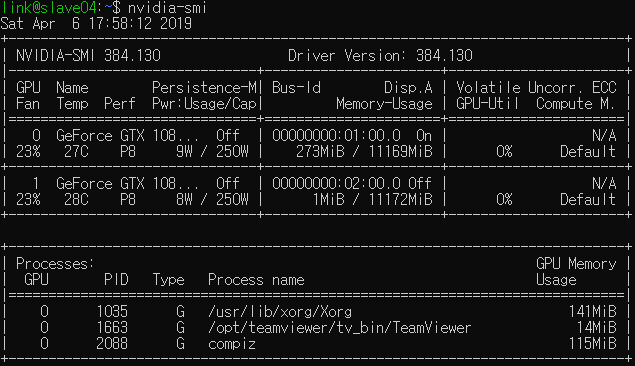 link@slave04:~$ nvidia-smi
Sat Apr  6 17:58:12 2019
+-----------------------------------------------------------------------------+
| NVIDIA-SMI 384.130                Driver Version: 384.130                   |
|-------------------------------+----------------------+----------------------+
| GPU  Name        Persistence-M| Bus-Id        Disp.A | Volatile Uncorr. ECC |
| Fan  Temp  Perf  Pwr:Usage/Cap|         Memory-Usage | GPU-Util  Compute M. |
|===============================+======================+======================|
|   0  GeForce GTX 108...  Off  | 00000000:01:00.0  On |                  N/A |
| 23%   27C    P8     9W / 250W |    273MiB / 11169MiB |      0%      Default |
+-------------------------------+----------------------+----------------------+
|   1  GeForce GTX 108...  Off  | 00000000:02:00.0 Off |                  N/A |
| 23%   28C    P8     8W / 250W |      1MiB / 11172MiB |      0%      Default |
+-------------------------------+----------------------+----------------------+

+-----------------------------------------------------------------------------+
| Processes:                                                       GPU Memory |
|  GPU       PID   Type   Process name                             Usage      |
|=============================================================================|
|    0      1035      G   /usr/lib/xorg/Xorg                           141MiB |
|    0      1663      G   /opt/teamviewer/tv_bin/TeamViewer             14MiB |
|    0      2088      G   compiz                                       115MiB |
+-----------------------------------------------------------------------------+